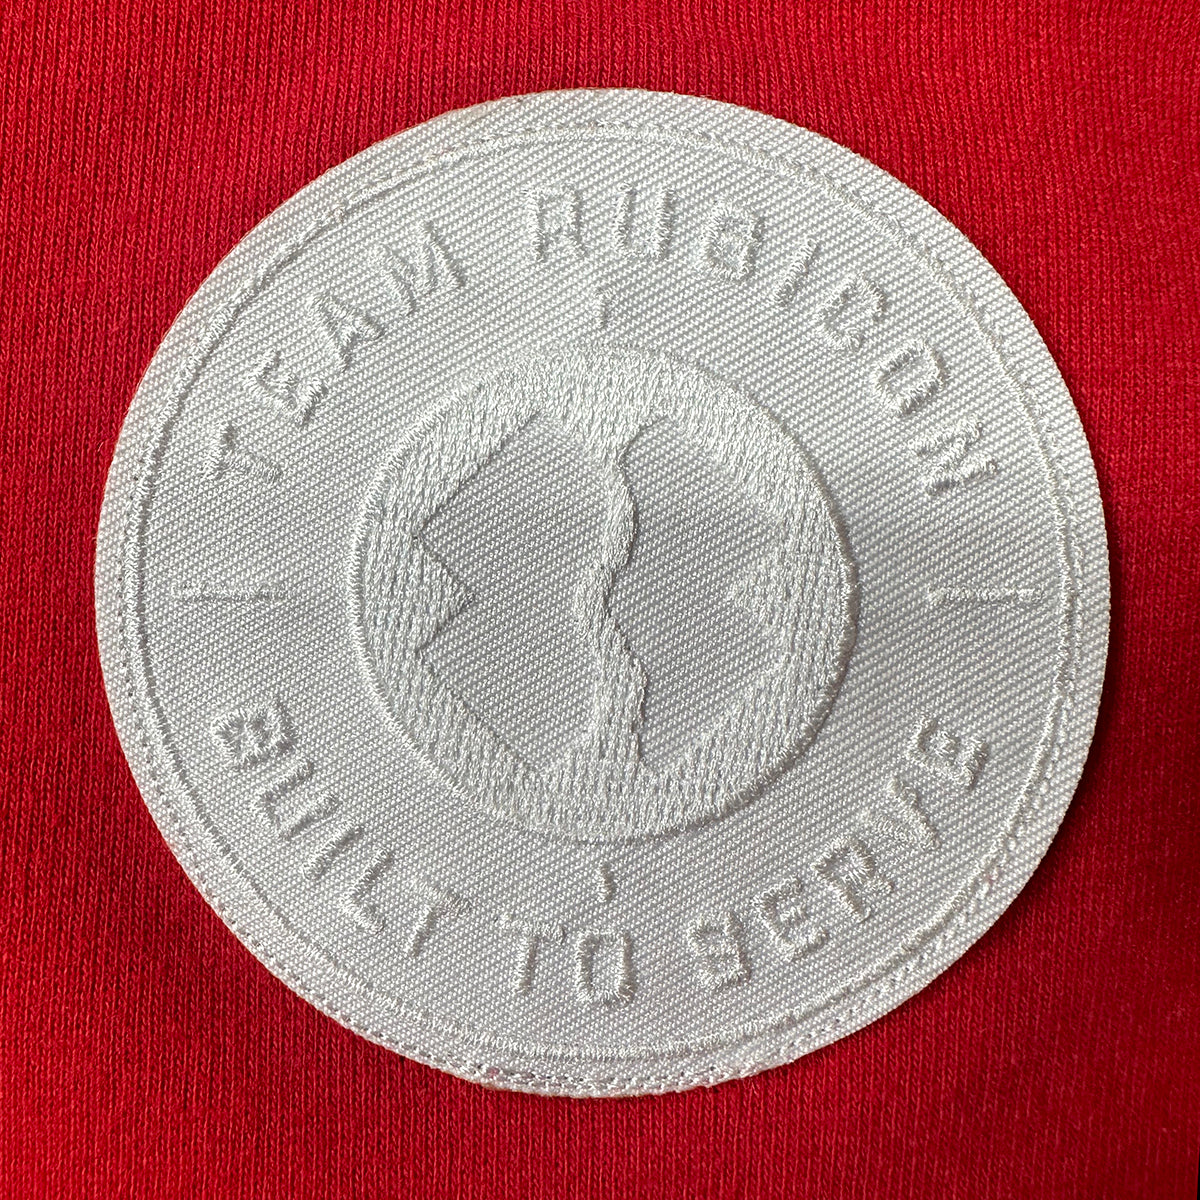 TEAM RUBICON
BUILT TO SERVE